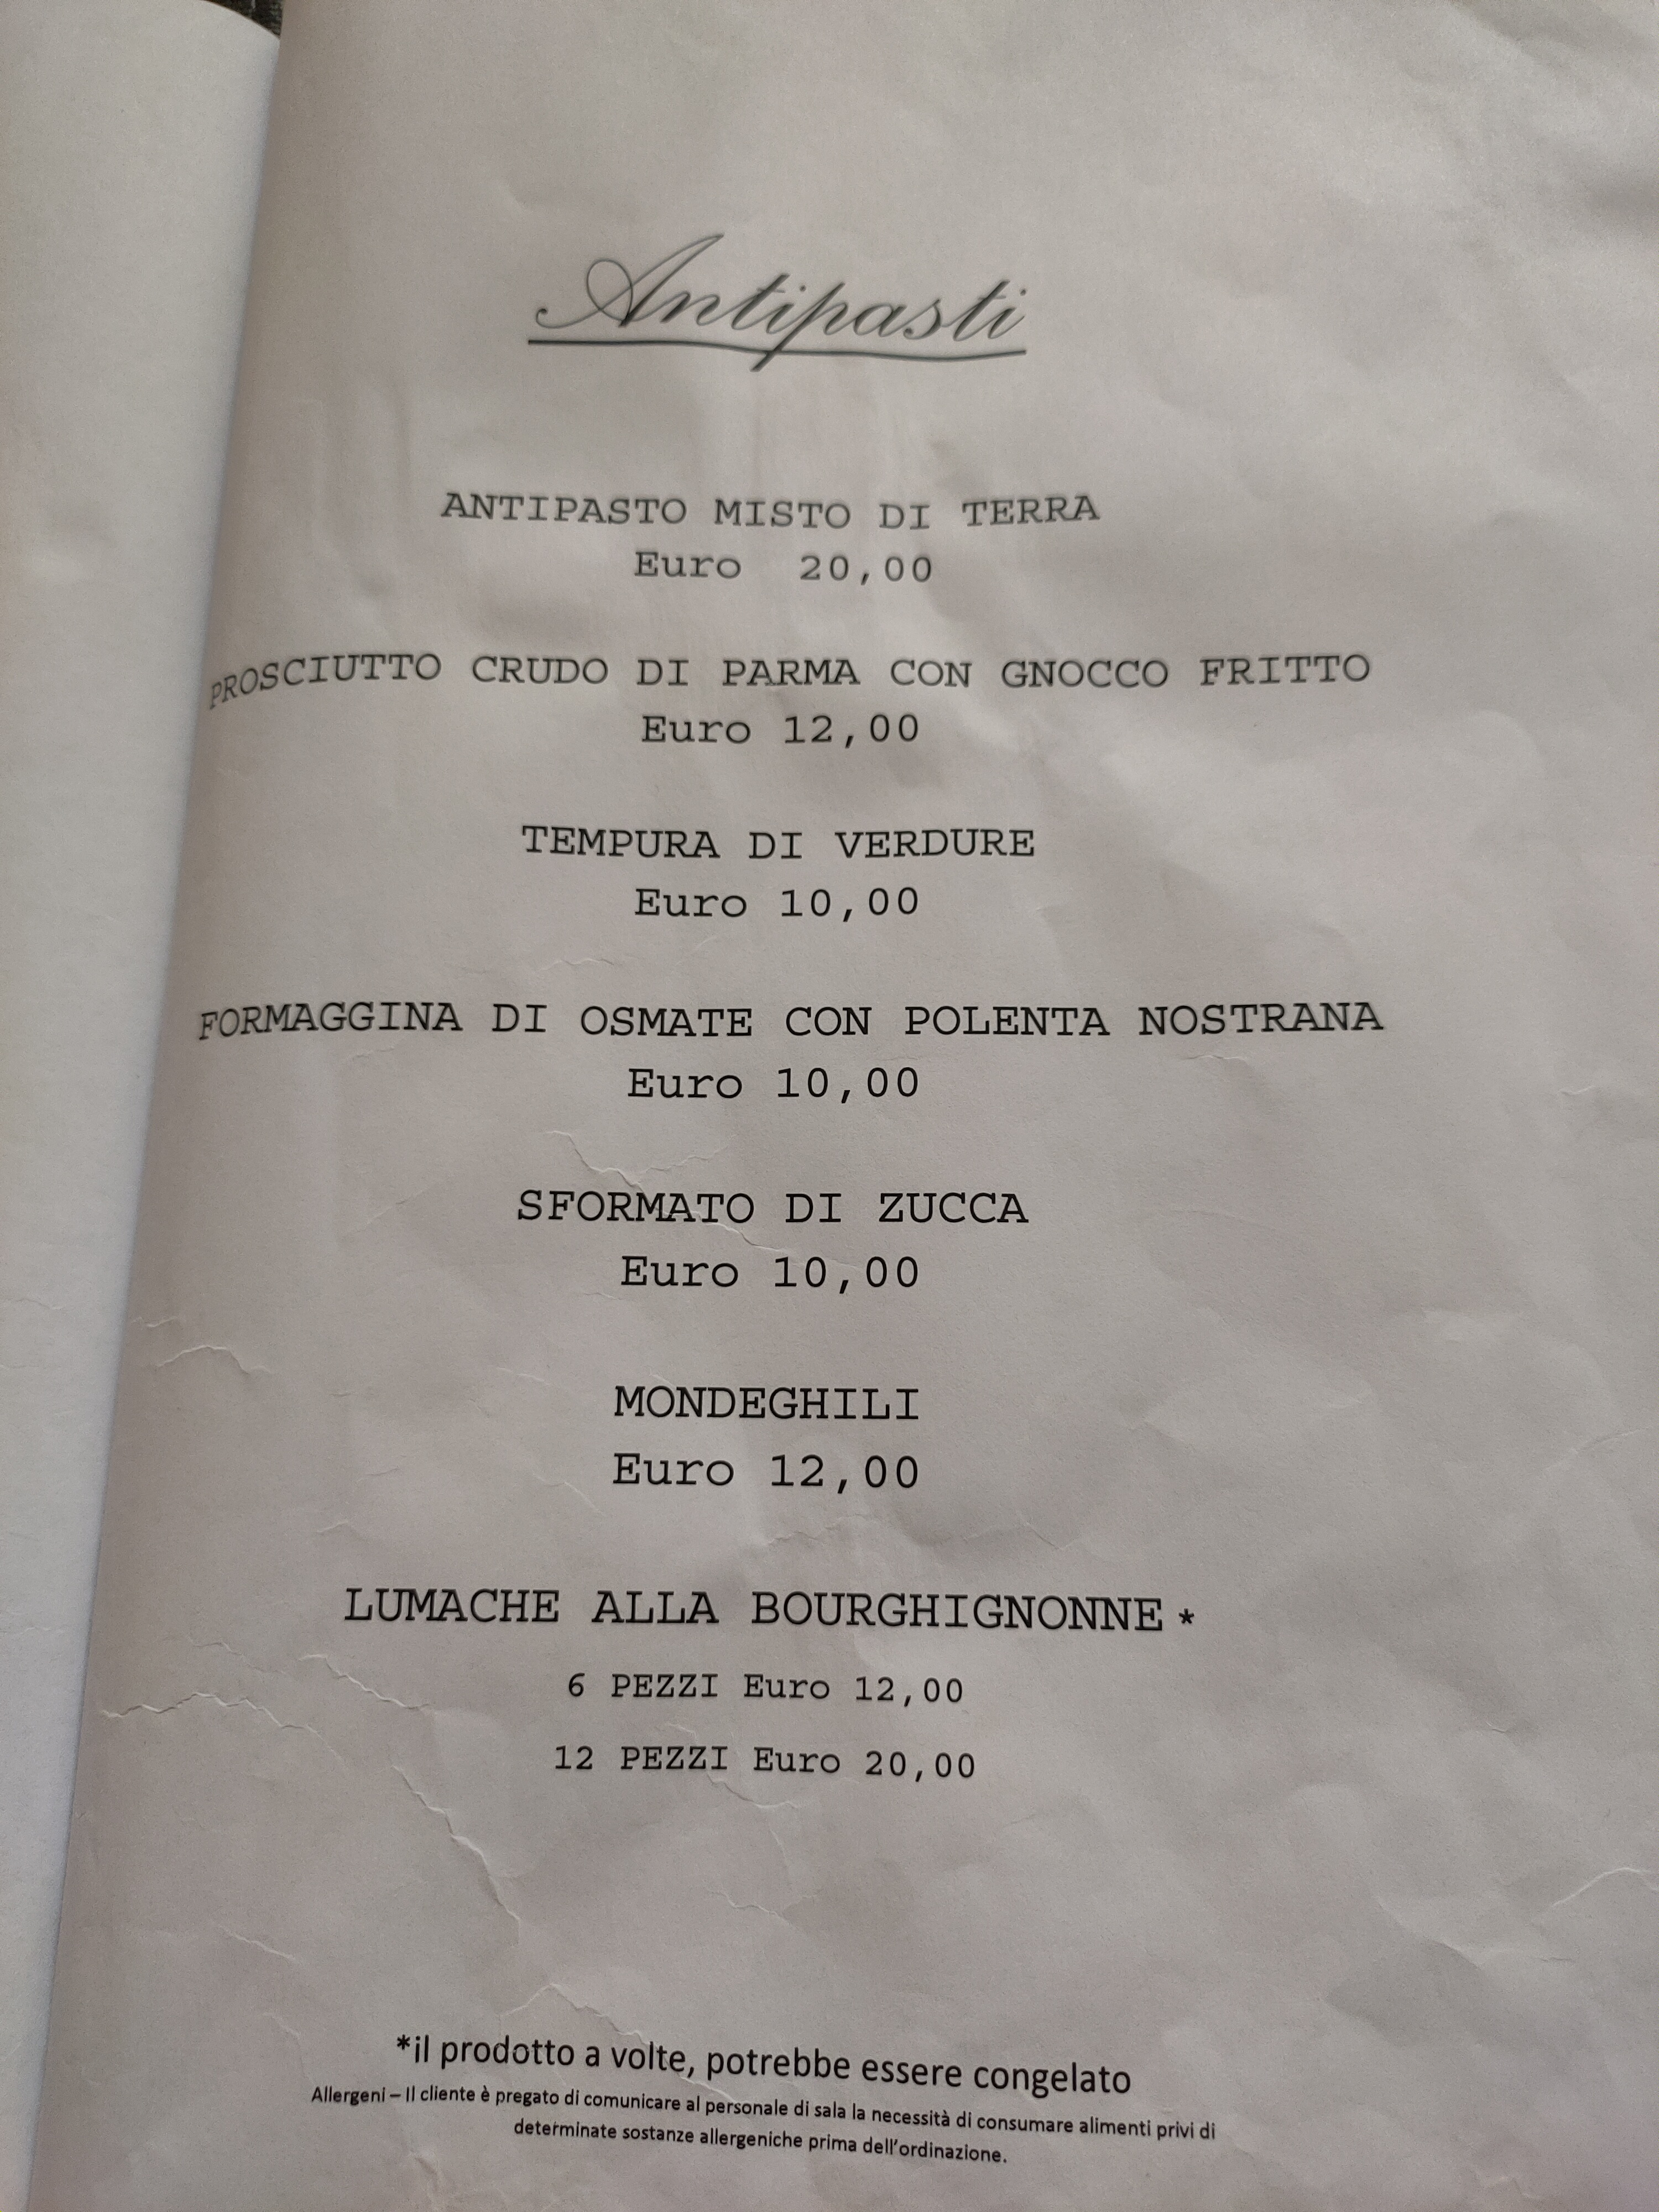 Antipasti
ANTIPASTO MISTO DI TERRA
Euro 20,00
PROSCIUTTO CRUDO DI PARMA CON GNOCCO FRITTO
Euro 12,00
TEMPURA DI VERDURE
Euro 10,00
FORMAGGINA DI OSMATE CON POLENTA NOSTRANA
Euro 10,00
SFORMATO DI ZUCCA
Euro 10,00
MONDEGHILI
Euro 12,00
LUMACHE ALLA BOURGHIGNONNE *
6 PEZZI Euro 12,00
12 PEZZI Euro 20,00
*il prodotto a volte, potrebbe essere congelato
Allergeni – Il cliente è pregato di comunicare al personale di sala la necessità di consumare alimenti privi di
determinate sostanze allergeniche prima dell'ordinazione.